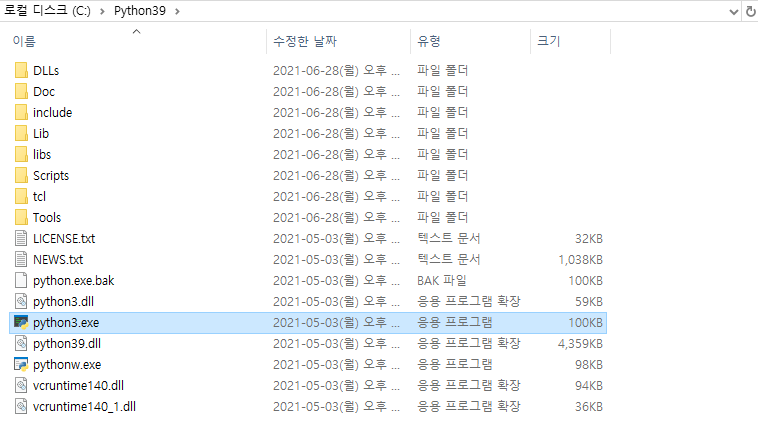 로컬 디스크 (C:) > Python39 >
이름 수정한 날짜 유형 크기
DLLs 2021-06-28(월) 오후 ... 파일 폴더
Doc 2021-06-28(월) 오후 ... 파일 폴더
include 2021-06-28(월) 오후 ... 파일 폴더
Lib 2021-06-28(월) 오후 ... 파일 폴더
libs 2021-06-28(월) 오후 ... 파일 폴더
Scripts 2021-06-28(월) 오후 ... 파일 폴더
tcl 2021-06-28(월) 오후 ... 파일 폴더
Tools 2021-06-28(월) 오후 ... 파일 폴더
LICENSE.txt 2021-05-03(월) 오후 ... 텍스트 문서 32KB
NEWS.txt 2021-05-03(월) 오후 ... 텍스트 문서 1,038KB
python.exe.bak 2021-05-03(월) 오후 ... BAK 파일 100KB
python3.dll 2021-05-03(월) 오후 ... 응용 프로그램 확장 59KB
python3.exe 2021-05-03(월) 오후 ... 응용 프로그램 100KB
python39.dll 2021-05-03(월) 오후 ... 응용 프로그램 확장 4,359KB
pythonw.exe 2021-05-03(월) 오후 ... 응용 프로그램 98KB
vcruntime140.dll 2021-05-03(월) 오후 ... 응용 프로그램 확장 94KB
vcruntime140_1.dll 2021-05-03(월) 오후 ... 응용 프로그램 확장 36KB